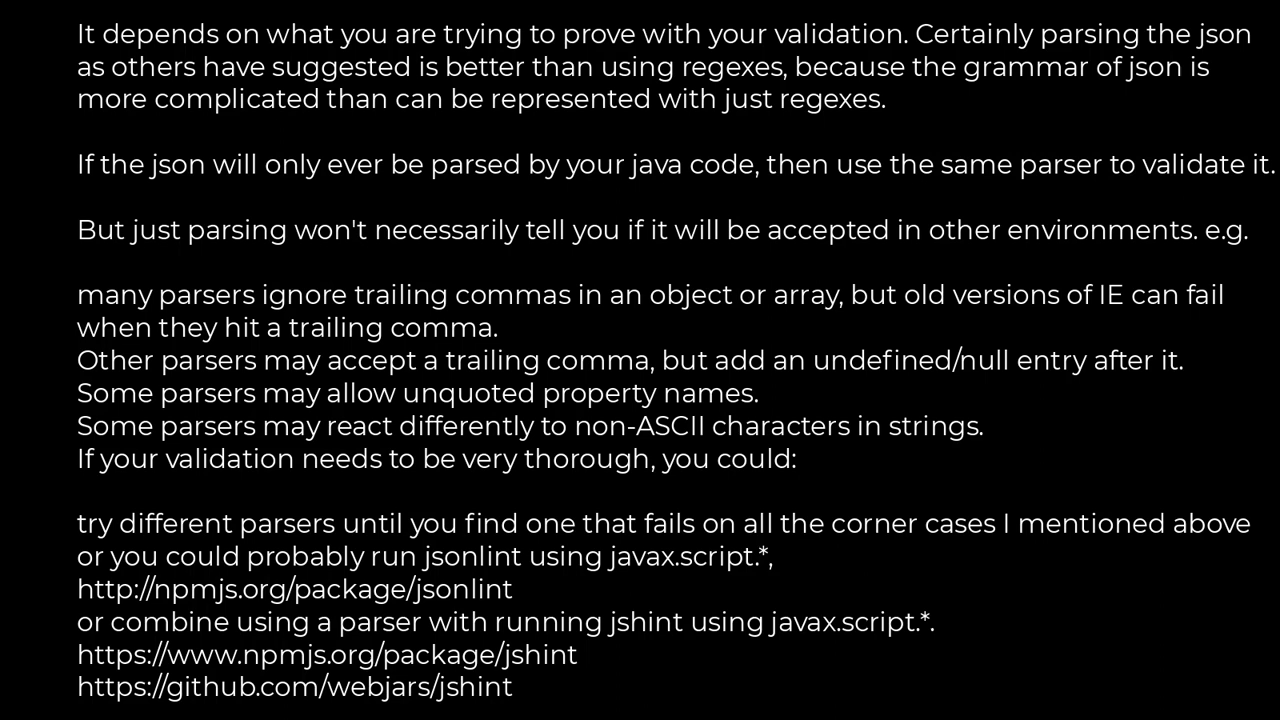 It depends on what you are trying to prove with your validation. Certainly parsing the json
as others have suggested is better than using regexes, because the grammar of json is
more complicated than can be represented with just regexes.
If the json will only ever be parsed by your java code, then use the same parser to validate it.
But just parsing won't necessarily tell you if it will be accepted in other environments. e.g.
many parsers ignore trailing commas in an object or array, but old versions of IE can fail
when they hit a trailing comma.
Other parsers may accept a trailing comma, but add an undefined/null entry after it.
Some parsers may allow unquoted property names.
Some parsers may react differently to non-ASCII characters in strings.
If your validation needs to be very thorough, you could:
try different parsers until you find one that fails on all the corner cases I mentioned above
or you could probably run jsonlint using javax.script.*,
http://npmjs.org/package/jsonlint
or combine using a parser with running jshint using javax.script.*.
https://www.npmjs.org/package/jshint
https://github.com/webjars/jshint